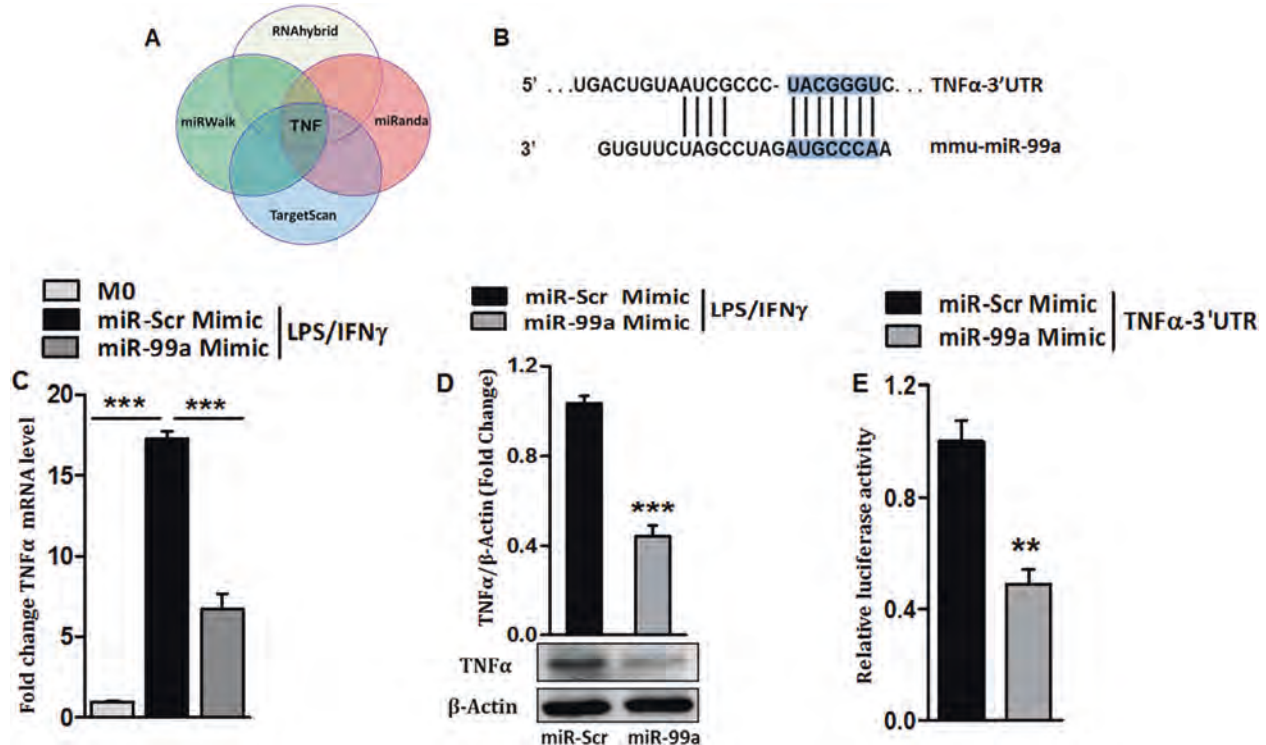 A
RNAhybrid
miRWalk
TNF
miRanda
TargetScan
B
5' . . .UGACUGUAAUCGCCC- UACGGGUC. . . TNFα-3'UTR
3' GUGUUCUAGCCUAGAUGCCCAA mmu-miR-99a
M0
miR-Scr Mimic
miR-99a Mimic
LPS/IFNγ
C
Fold change TNFα mRNA level
20
15
10
5
0
*** ***
miR-Scr Mimic
miR-99a Mimic
LPS/IFNγ
D
TNFα/β-Actin (Fold Change)
1.2
0.8
0.4
0.0
***
TNFα
β-Actin
miR-Scr miR-99a
miR-Scr Mimic
miR-99a Mimic
TNFα-3'UTR
E
Relative luciferase activity
1.2
0.8
0.4
0.0
**